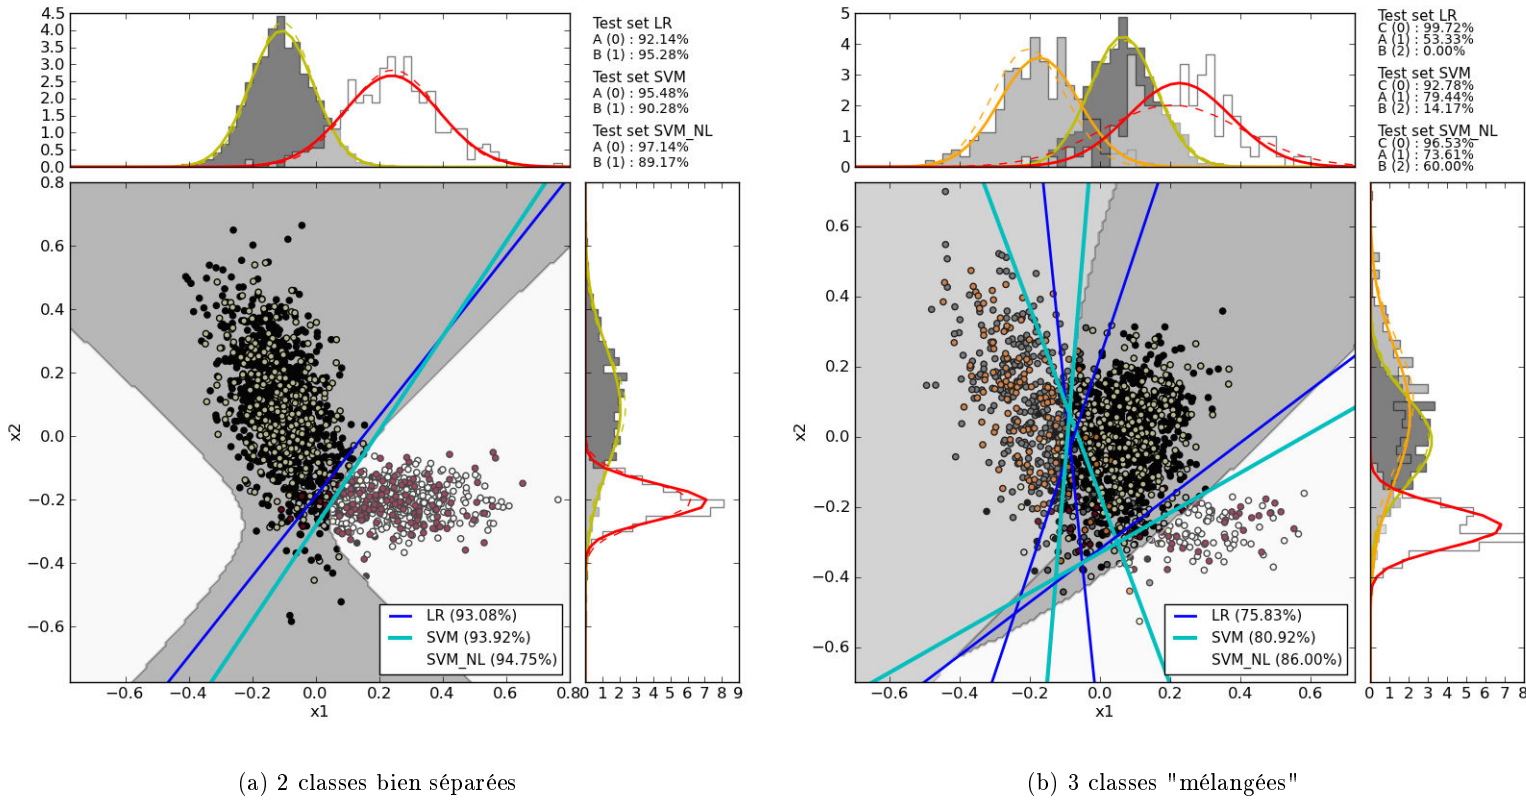 4.5
4.0
3.5
3.0
2.5
2.0
1.5
1.0
0.5
0.0
Test set LR
A (0) : 92.14%
B (1) : 95.28%
Test set SVM
A (0) : 95.48%
B (1) : 90.28%
Test set SVM_NL
A (0) : 97.14%
B (1) : 89.17%
0.8
0.6
0.4
0.2
0.0
−0.2
−0.4
−0.6
x2
LR (93.08%)
SVM (93.92%)
SVM_NL (94.75%)
−0.6 −0.4 −0.2 0.0 0.2 0.4 0.6 0.8
x1
0 1 2 3 4 5 6 7 8 9
(a) 2 classes bien séparées
5
4
3
2
1
0
Test set LR
C (0) : 99.72%
A (1) : 53.33%
B (2) : 0.00%
Test set SVM
C (0) : 92.78%
A (1) : 79.44%
B (2) : 14.17%
Test set SVM_NL
C (0) : 96.53%
A (1) : 73.61%
B (2) : 60.00%
0.6
0.4
0.2
0.0
−0.2
−0.4
−0.6
x2
LR (75.83%)
SVM (80.92%)
SVM_NL (86.00%)
−0.6 −0.4 −0.2 0.0 0.2 0.4 0.6
x1
0 1 2 3 4 5 6 7 8
(b) 3 classes "mélangées"